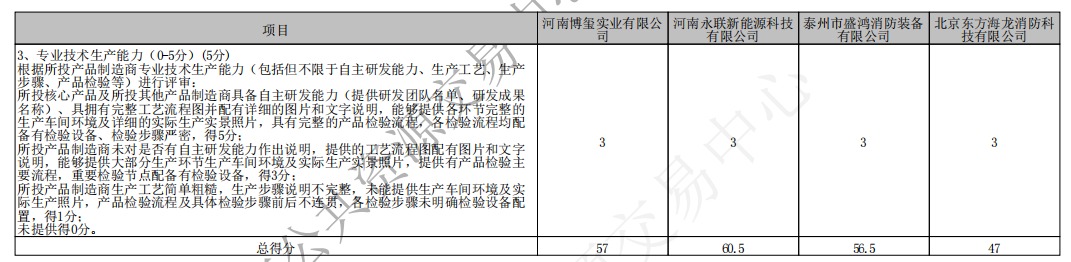 项目
河南博玺实业有限公
司
河南永联新能源科技
有限公司
泰州市盛鸿消防装备
有限公司
北京东方海龙消防科
技有限公司
3、专业技术生产能力（0-5分）(5分)
根据所投产品制造商专业技术生产能力（包括但不限于自主研发能力、生产工艺、生产
步骤、产品检验等）进行评审：
所投核心产品及所投其他产品制造商具备自主研发能力（提供研发团队名单、研发成果
名称）、具拥有完整工艺流程图并配有详细的图片和文字说明，能够提供各环节完整的
生产车间环境及详细的实际生产实景照片，具有完整的产品检验流程，各检验流程均配
备有检验设备、检验步骤严密，得5分；
所投产品制造商未对是否有自主研发能力作出说明，提供的工艺流程图配有图片和文字
说明，能够提供大部分生产环节生产车间环境及实际生产实景照片，提供有产品检验主
要流程，重要检验节点配备有检验设备，得3分；
所投产品制造商生产工艺简单粗糙，生产步骤说明不完整，未能提供生产车间环境及实
际生产照片，产品检验流程及具体检验步骤前后不连贯，各检验步骤未明确检验设备配
置，得1分；
未提供得0分。
3
3
3
3
总得分
57
60.5
56.5
47
公共资源交易中
交易中心